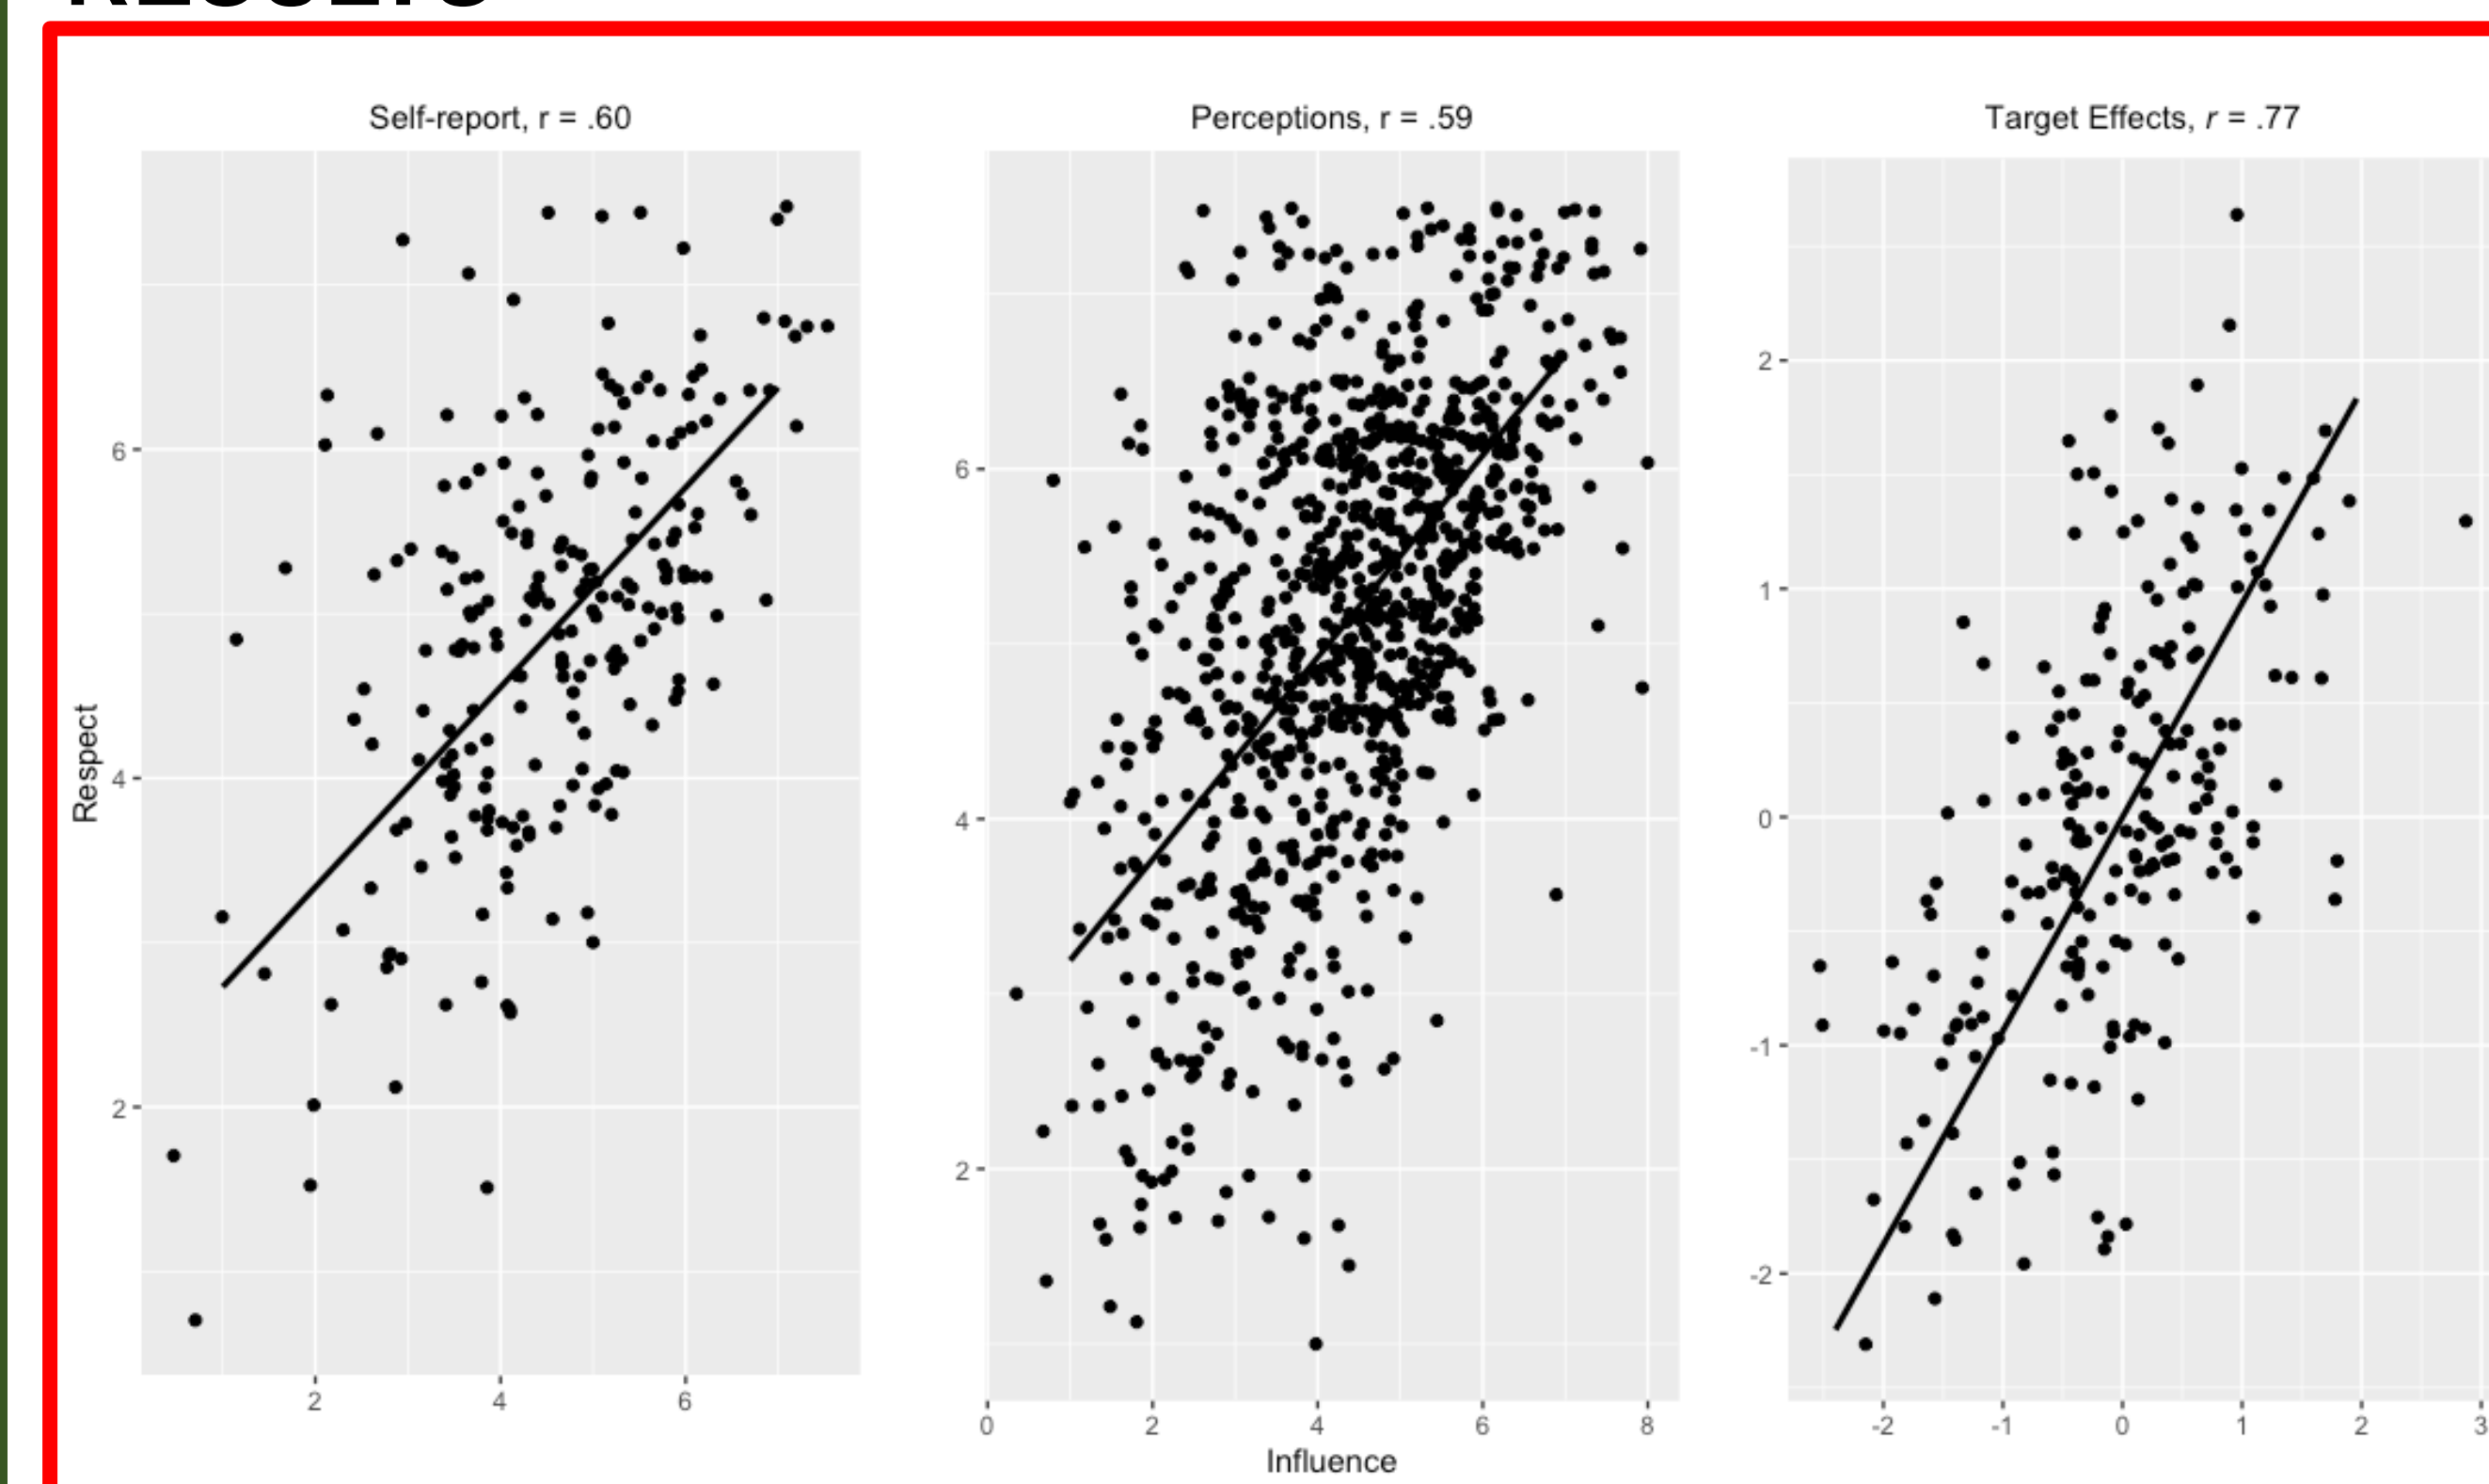 RESULTS
Self-report, r = .60
Perceptions, r = .59
Target Effects, r = .77
Respect
6
4
2
2 4 6
6
4
2
0 2 4 6 8
2
1
0
-1
-2
-2 -1 0 1 2 3
Influence